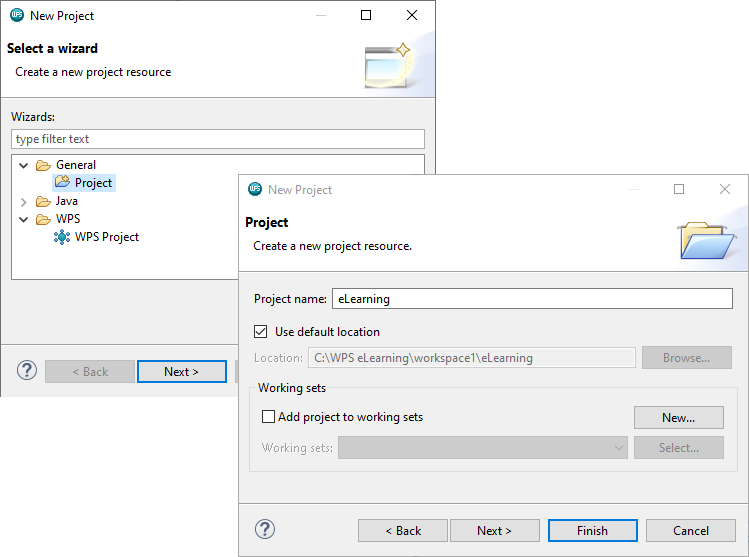 New Project
Select a wizard
Create a new project resource
Wizards:
type filter text
General
Project
Java
WPS
WPS Project
< Back
Next >
New Project
Project
Create a new project resource.
Project name: eLearning
Use default location
Location: C:\WPS eLearning\workspace1\eLearning Browse...
Working sets
Add project to working sets New...
Working sets: Select...
< Back Next > Finish Cancel